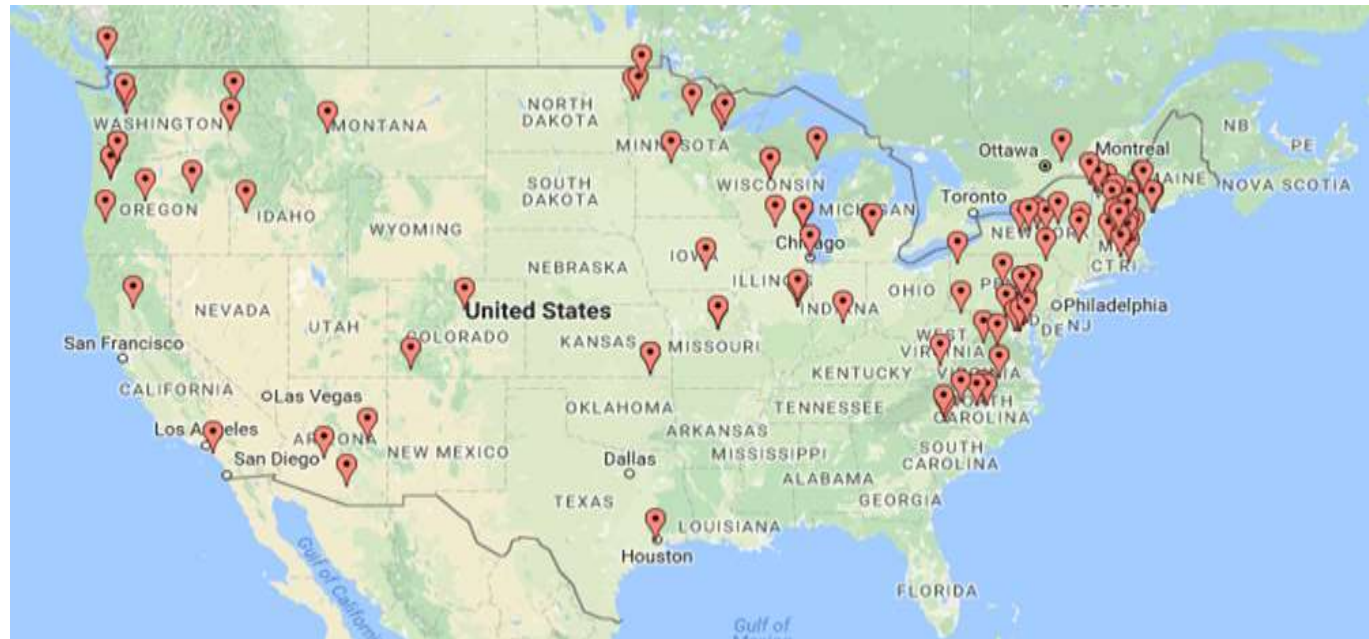 NB
PE
Montreal
Ottawa
MAINE
NOVA SCOTIA
WASHINGTON
MONTANA
NORTH
DAKOTA
MINNESOTA
SOUTH
DAKOTA
WISCONSIN
MICHIGAN
Toronto
OREGON
IDAHO
WYOMING
NEW YORK
CT RI
IOWA
Chicago
NEBRASKA
ILLINOIS
INDIANA
OHIO
Philadelphia
DE NJ
NEVADA
UTAH
United States
COLORADO
KANSAS
MISSOURI
WEST
VIRGINIA
VIRGINIA
KENTUCKY
San Francisco
CALIFORNIA
Las Vegas
OKLAHOMA
TENNESSEE
NORTH
CAROLINA
Los Angeles
ARIZONA
NEW MEXICO
ARKANSAS
SOUTH
CAROLINA
San Diego
Dallas
MISSISSIPPI
ALABAMA
TEXAS
GEORGIA
LOUISIANA
Houston
Gulf of California
FLORIDA
Gulf of